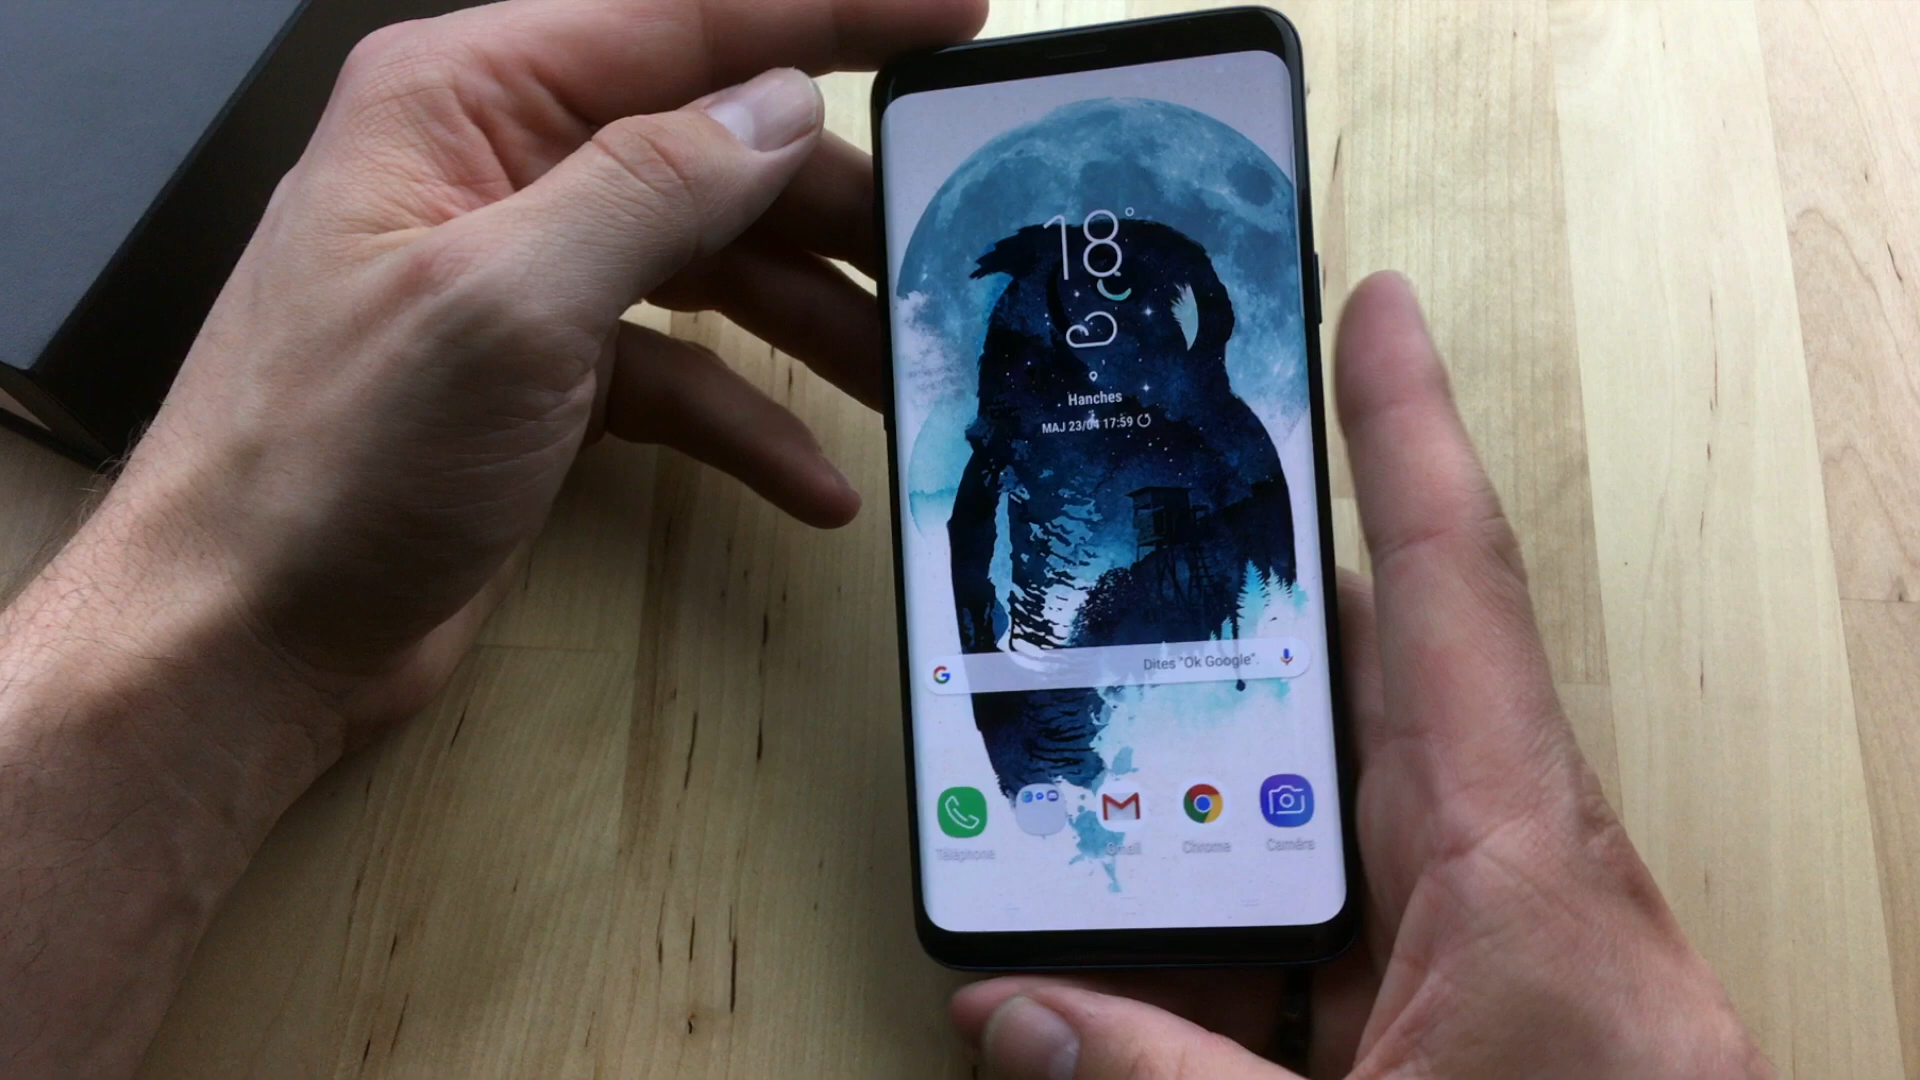 18°
Hanches
MAJ 23/04 17:59
G
Dites "Ok Google".
Téléphone
Gmail
Chrome
Caméra